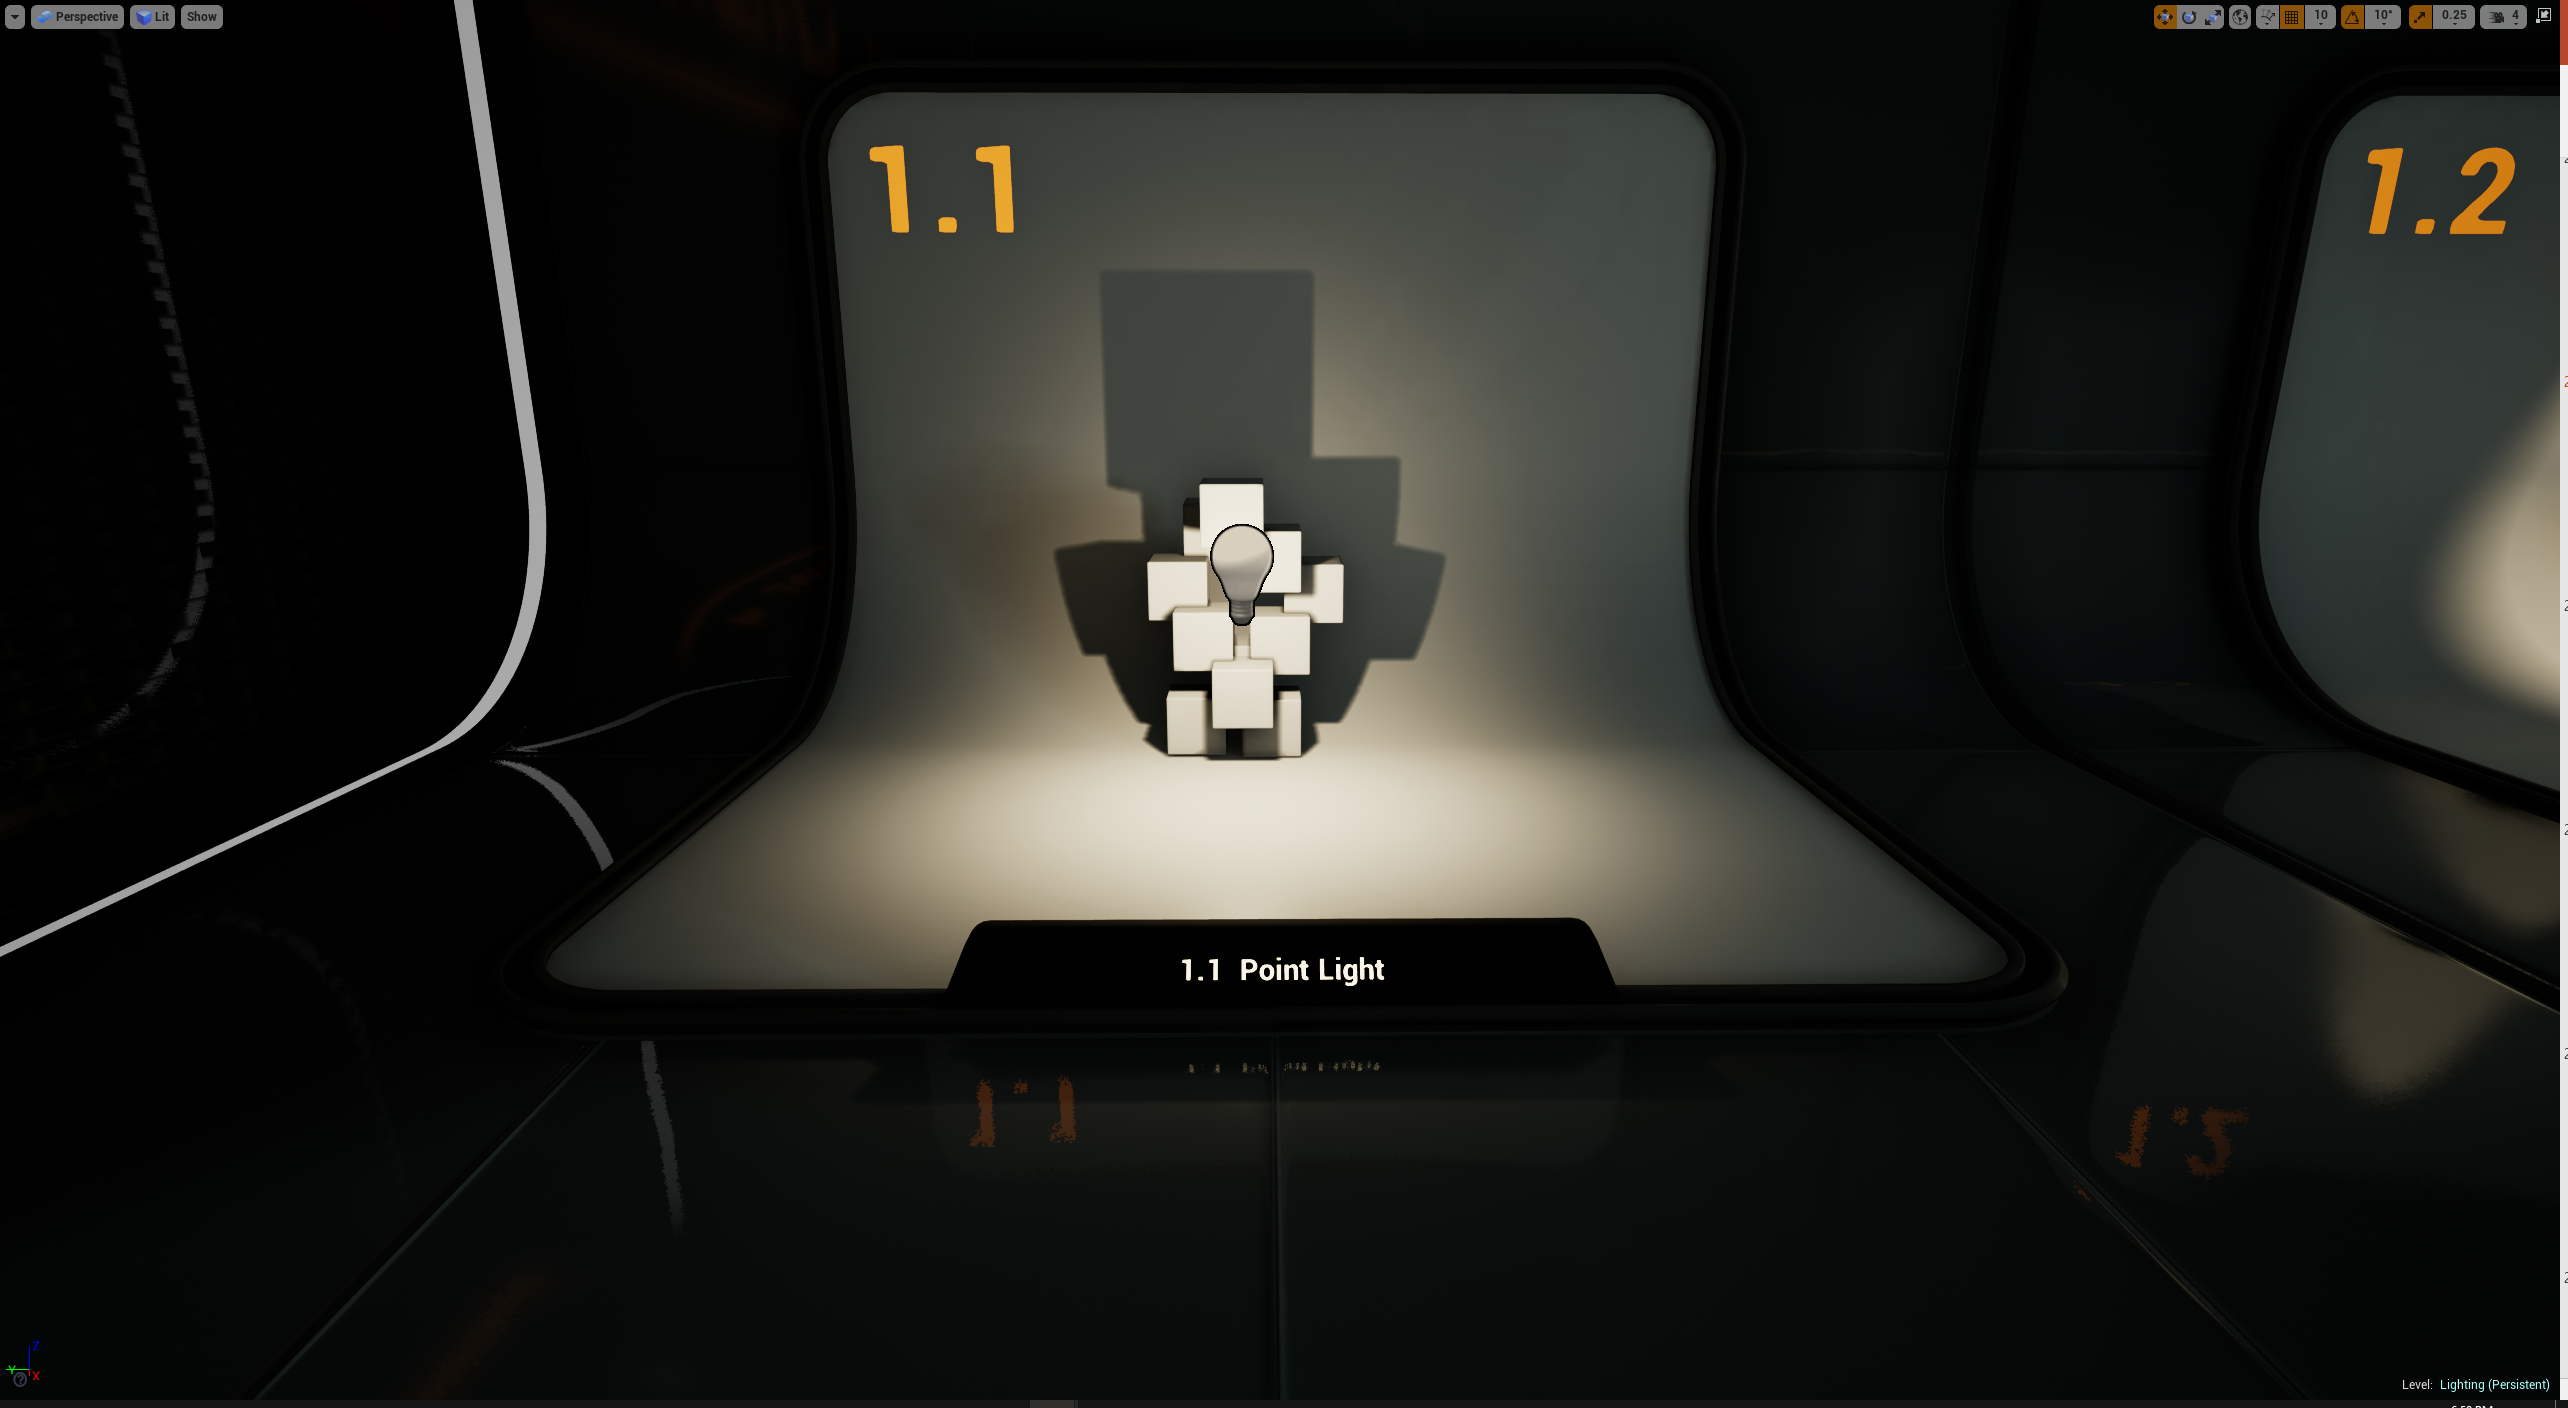 Perspective
Lit
Show
10
10°
0.25
4
1.1
1.2
1.1 Point Light
Z
Y
X
Level: Lighting (Persistent)